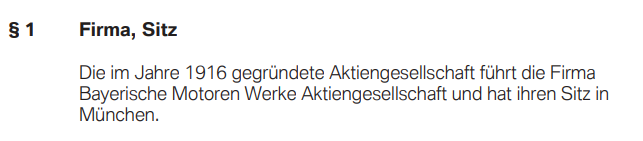 § 1 Firma, Sitz
Die im Jahre 1916 gegründete Aktiengesellschaft führt die Firma
Bayerische Motoren Werke Aktiengesellschaft und hat ihren Sitz in
München.